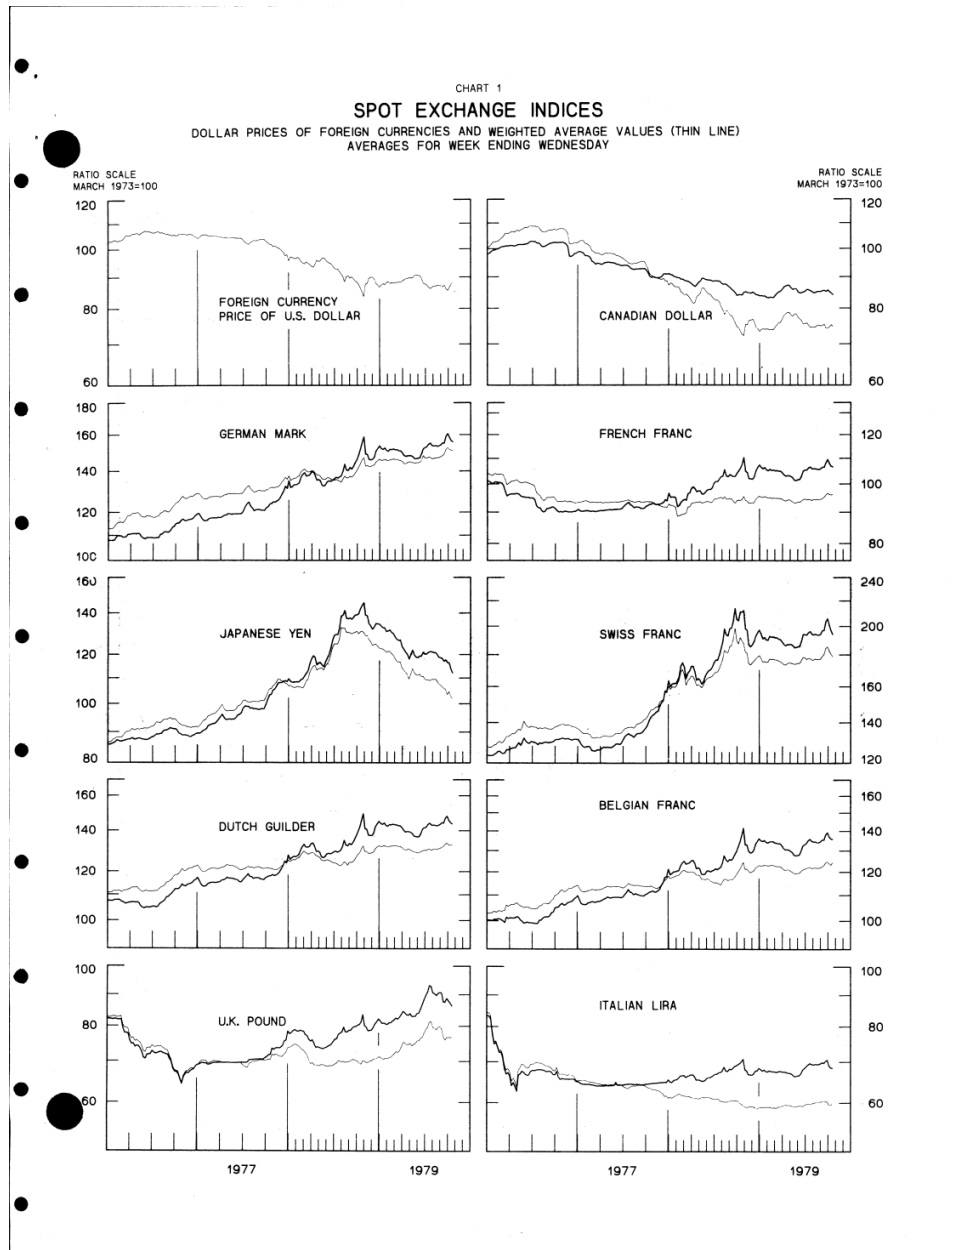 CHART 1
SPOT EXCHANGE INDICES
DOLLAR PRICES OF FOREIGN CURRENCIES AND WEIGHTED AVERAGE VALUES (THIN LINE)
AVERAGES FOR WEEK ENDING WEDNESDAY
RATIO SCALE
MARCH 1973=100
RATIO SCALE
MARCH 1973=100
120
100
80
60
FOREIGN CURRENCY
PRICE OF U.S. DOLLAR
CANADIAN DOLLAR
120
100
80
60
180
160
140
120
100
GERMAN MARK
FRENCH FRANC
120
100
80
160
140
120
100
80
JAPANESE YEN
SWISS FRANC
240
200
160
140
120
160
140
120
100
DUTCH GUILDER
BELGIAN FRANC
160
140
120
100
100
80
60
U.K. POUND
ITALIAN LIRA
100
80
60
1977
1979
1977
1979